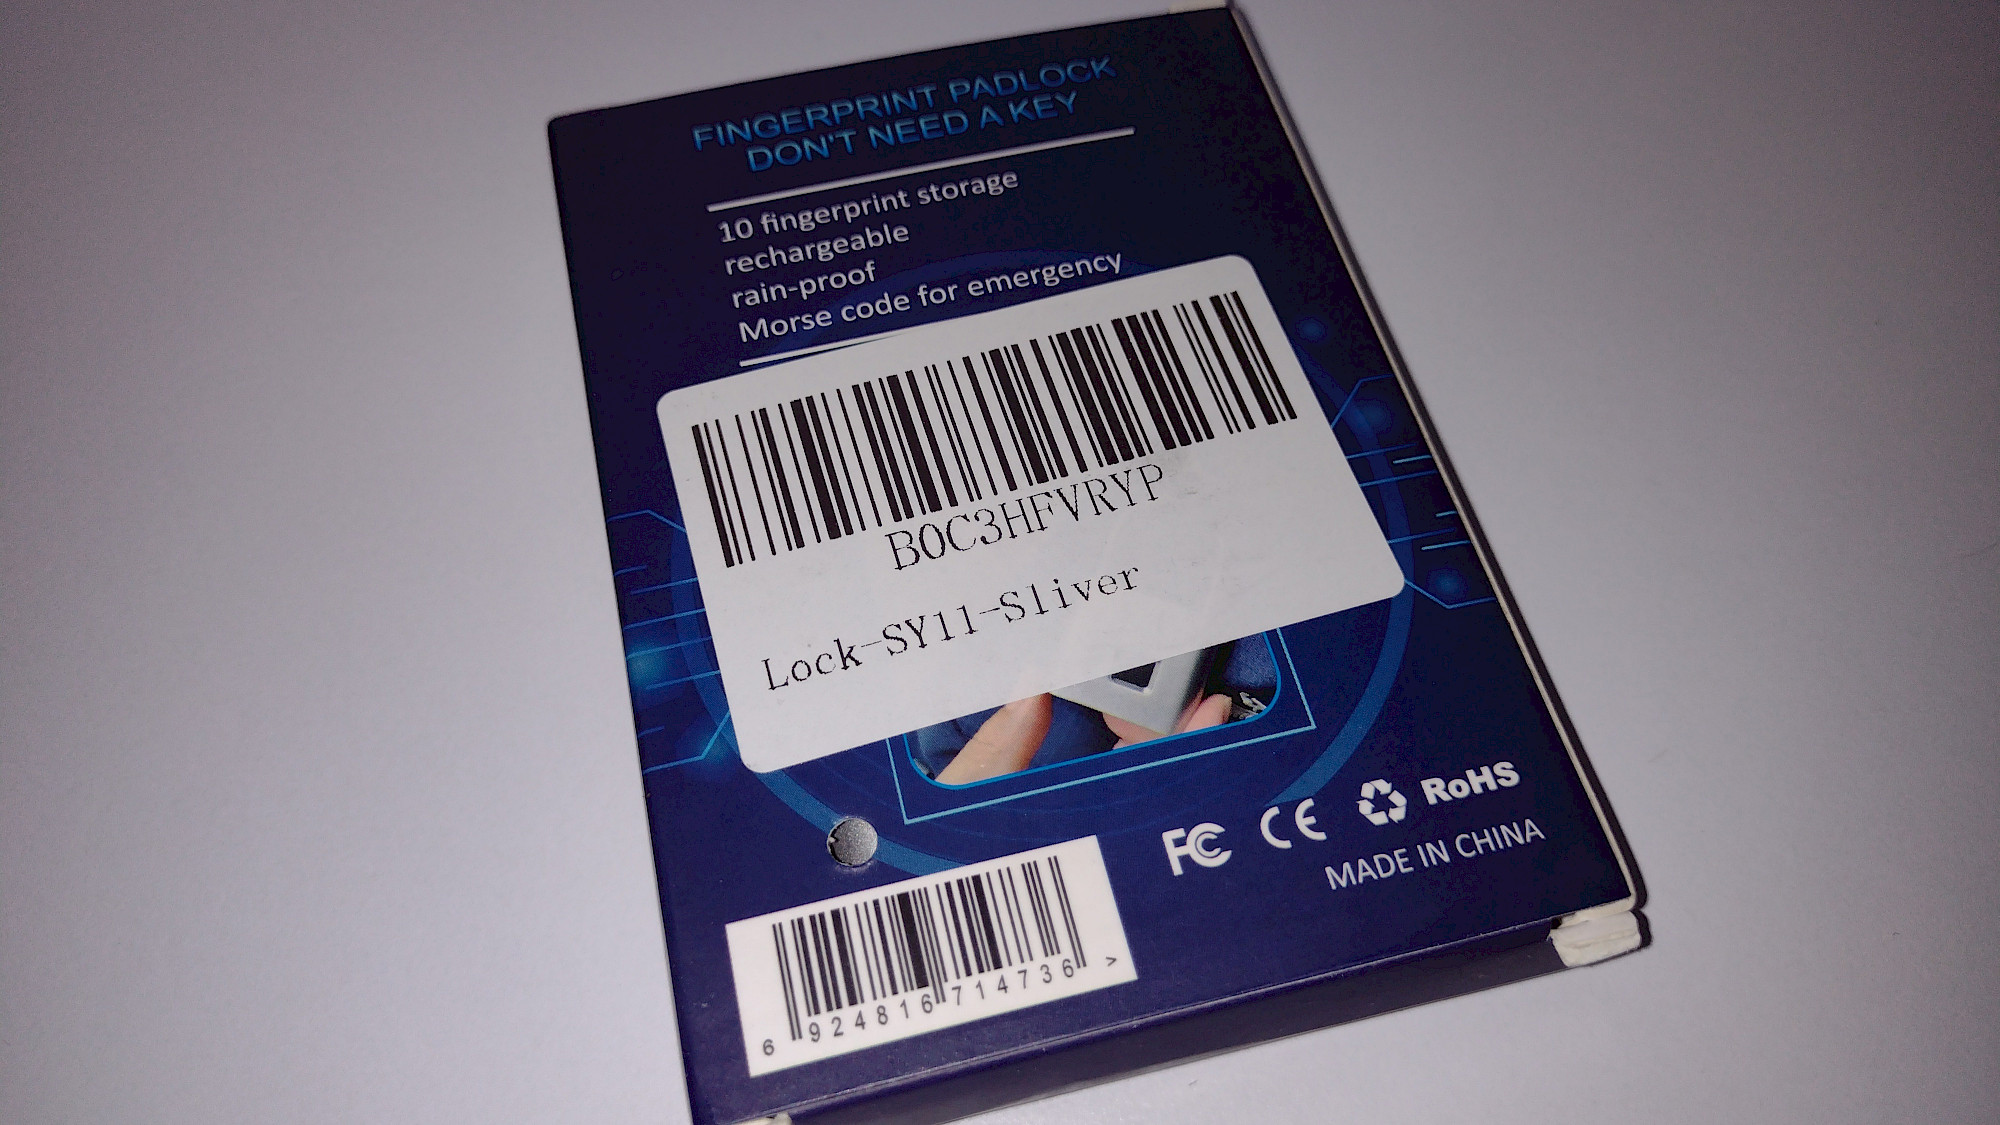 FINGERPRINT PADLOCK
DON'T NEED A KEY
10 fingerprint storage
rechargeable
rain-proof
Morse code for emergency
B0C3HFVRYP
Lock-SY11-Sliver
FC CE RoHS
MADE IN CHINA
6 924816 714736 >